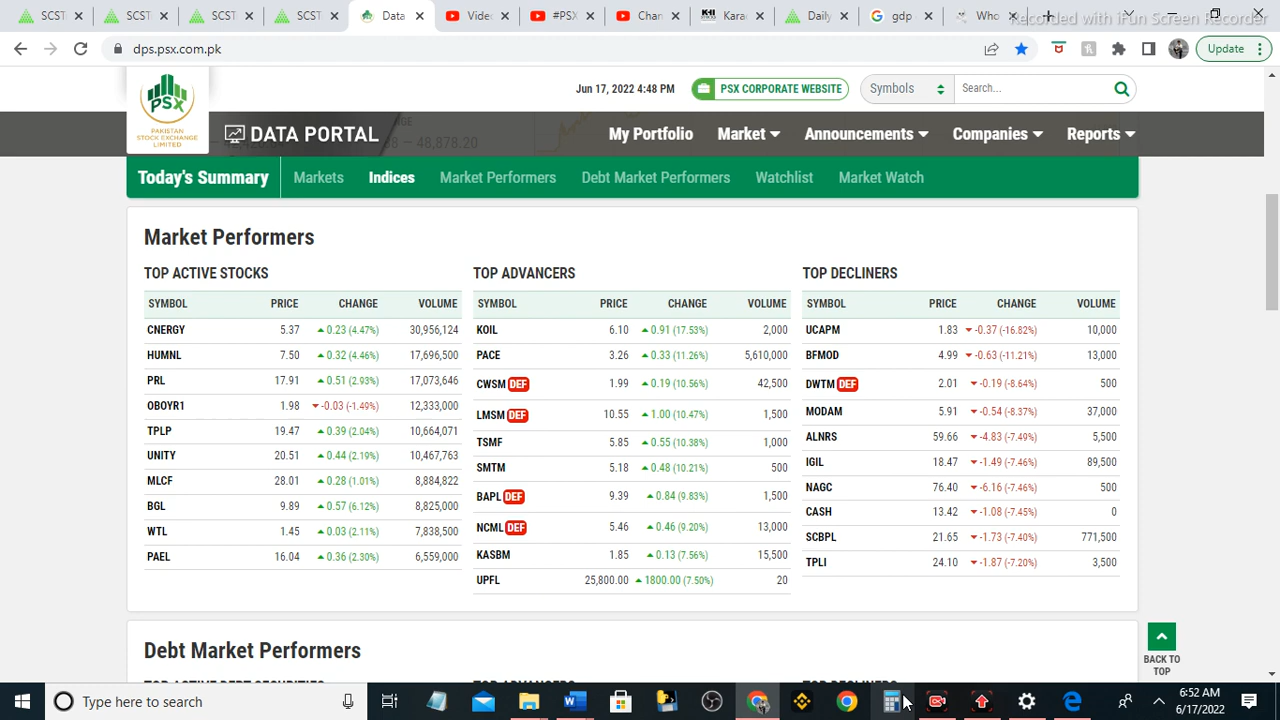 SCST
SCST
SCST
SCST
Data
Video
#PSX
Chan
Karac
Daily
gdp
Who
Recorded with iFun Screen Recorder
dps.psx.com.pk
Update
PSX
PAKISTAN
STOCK EXCHANGE
LIMITED
Jun 17, 2022 4:48 PM
PSX CORPORATE WEBSITE
Symbols
Search...
DATA PORTAL
My Portfolio Market Announcements Companies Reports
Today's Summary Markets Indices Market Performers Debt Market Performers Watchlist Market Watch
Market Performers
TOP ACTIVE STOCKS
SYMBOL PRICE CHANGE VOLUME
CNERGY 5.37 0.23 (4.47%) 30,956,124
HUMNL 7.50 0.32 (4.46%) 17,696,500
PRL 17.91 0.51 (2.93%) 17,073,646
OBOYR1 1.98 -0.03 (-1.49%) 12,333,000
TPLP 19.47 0.39 (2.04%) 10,664,071
UNITY 20.51 0.44 (2.19%) 10,467,763
MLCF 28.01 0.28 (1.01%) 8,884,822
BGL 9.89 0.57 (6.12%) 8,825,000
WTL 1.45 0.03 (2.11%) 7,838,500
PAEL 16.04 0.36 (2.30%) 6,559,000
TOP ADVANCERS
SYMBOL PRICE CHANGE VOLUME
KOIL 6.10 0.91 (17.53%) 2,000
PACE 3.26 0.33 (11.26%) 5,610,000
CWSM DEF 1.99 0.19 (10.56%) 42,500
LMSM DEF 10.55 1.00 (10.47%) 1,500
TSMF 5.85 0.55 (10.38%) 1,000
SMTM 5.18 0.48 (10.21%) 500
BAPL DEF 9.39 0.84 (9.83%) 1,500
NCML DEF 5.46 0.46 (9.20%) 13,000
KASBM 1.85 0.13 (7.56%) 15,500
UPFL 25,800.00 1800.00 (7.50%) 20
TOP DECLINERS
SYMBOL PRICE CHANGE VOLUME
UCAPM 1.83 -0.37 (-16.82%) 10,000
BFMOD 4.99 -0.63 (-11.21%) 13,000
DWTM DEF 2.01 -0.19 (-8.64%) 500
MODAM 5.91 -0.54 (-8.37%) 37,000
ALNRS 59.66 -4.83 (-7.49%) 5,500
IGIL 18.47 -1.49 (-7.46%) 89,500
NAGC 76.40 -6.16 (-7.46%) 500
CASH 13.42 -1.08 (-7.45%) 0
SCBPL 21.65 -1.73 (-7.40%) 771,500
TPLI 24.10 -1.87 (-7.20%) 3,500
Debt Market Performers
BACK TO
TOP
Type here to search
6:52 AM
6/17/2022